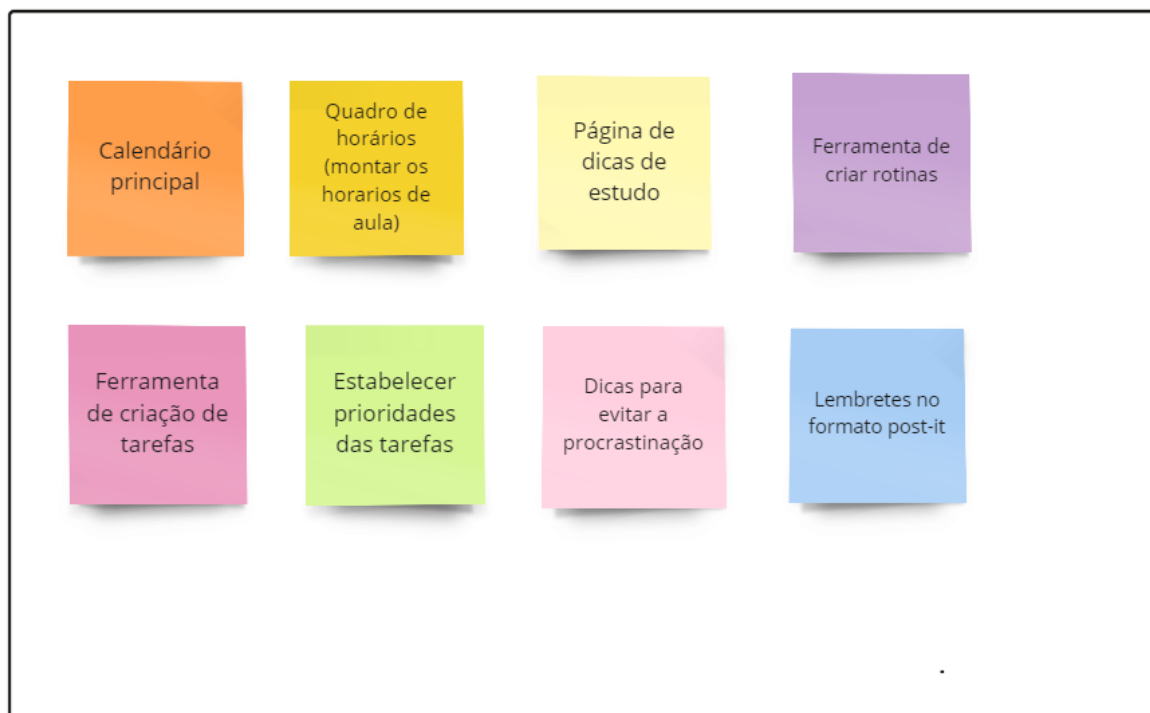 Calendário
principal
Quadro de
horários
(montar os
horarios de
aula)
Página de
dicas de
estudo
Ferramenta de
criar rotinas
Ferramenta
de criação de
tarefas
Estabelecer
prioridades
das tarefas
Dicas para
evitar a
procrastinação
Lembretes no
formato post-it